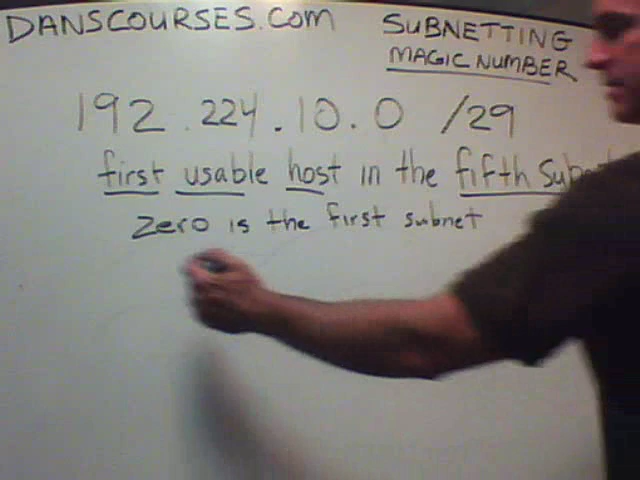 DANSCOURSES.COM
SUBNETTING
MAGIC NUMBER
192.224.10.0 /29
first usable host in the fifth
zero is the first subnet